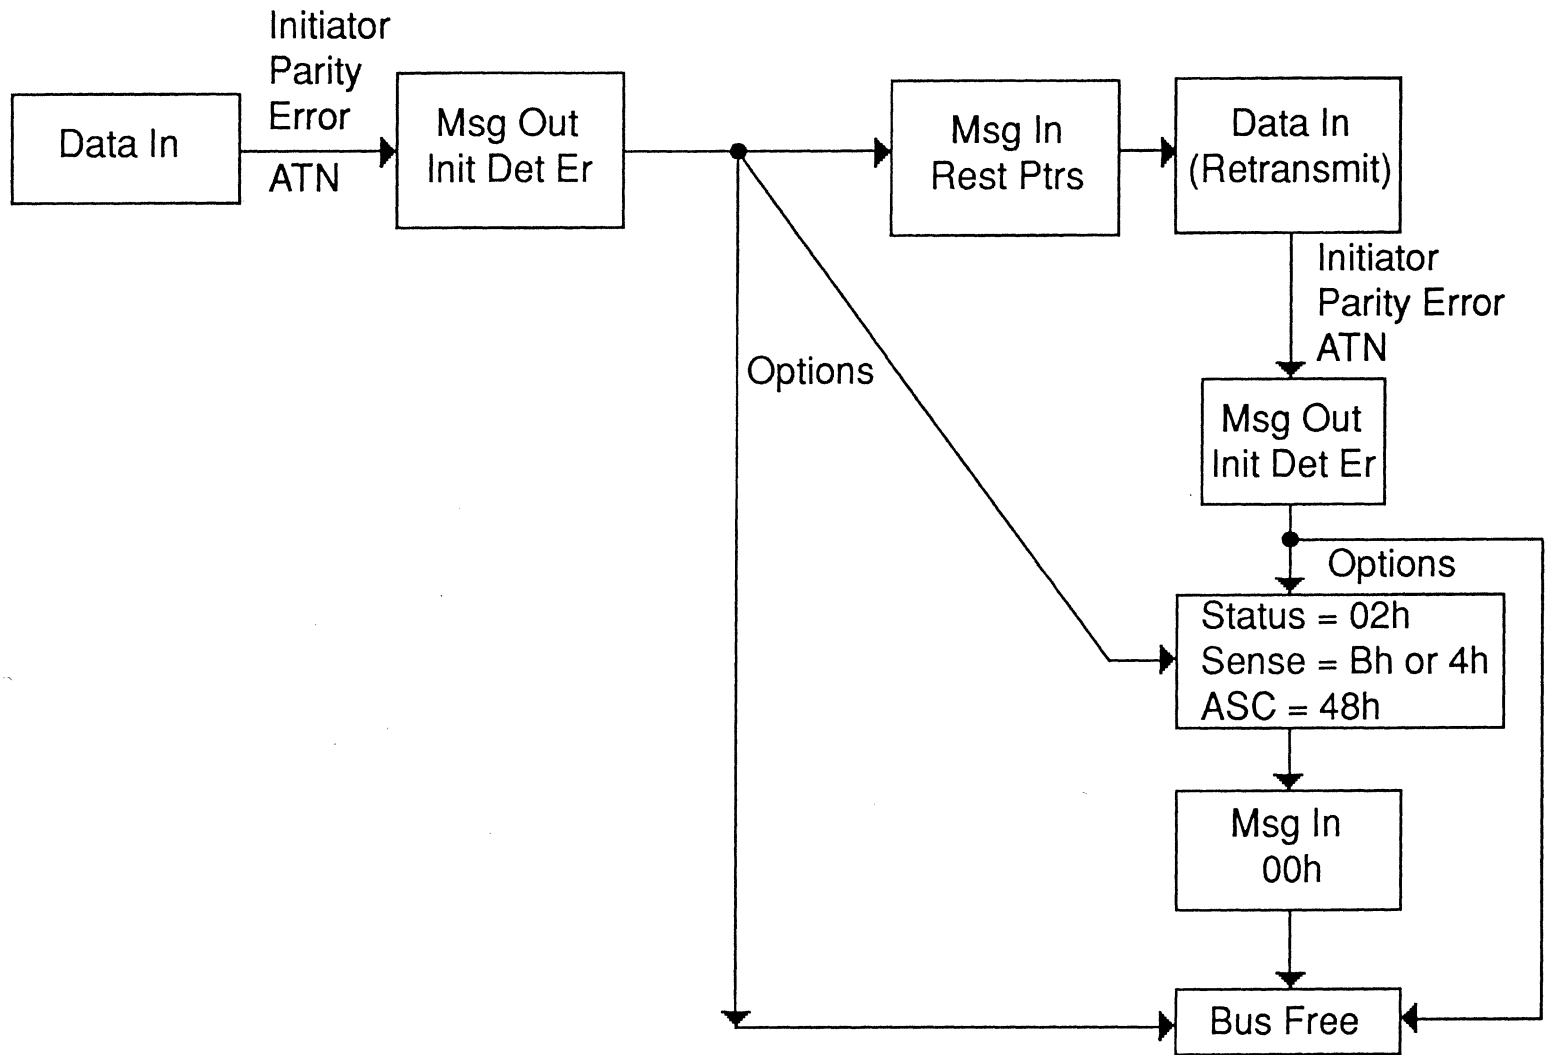 Data In
Initiator
Parity
Error
ATN
Msg Out
Init Det Er
Msg In
Rest Ptrs
Data In
(Retransmit)
Initiator
Parity Error
ATN
Options
Msg Out
Init Det Er
Options
Status = 02h
Sense = Bh or 4h
ASC = 48h
Msg In
00h
Bus Free